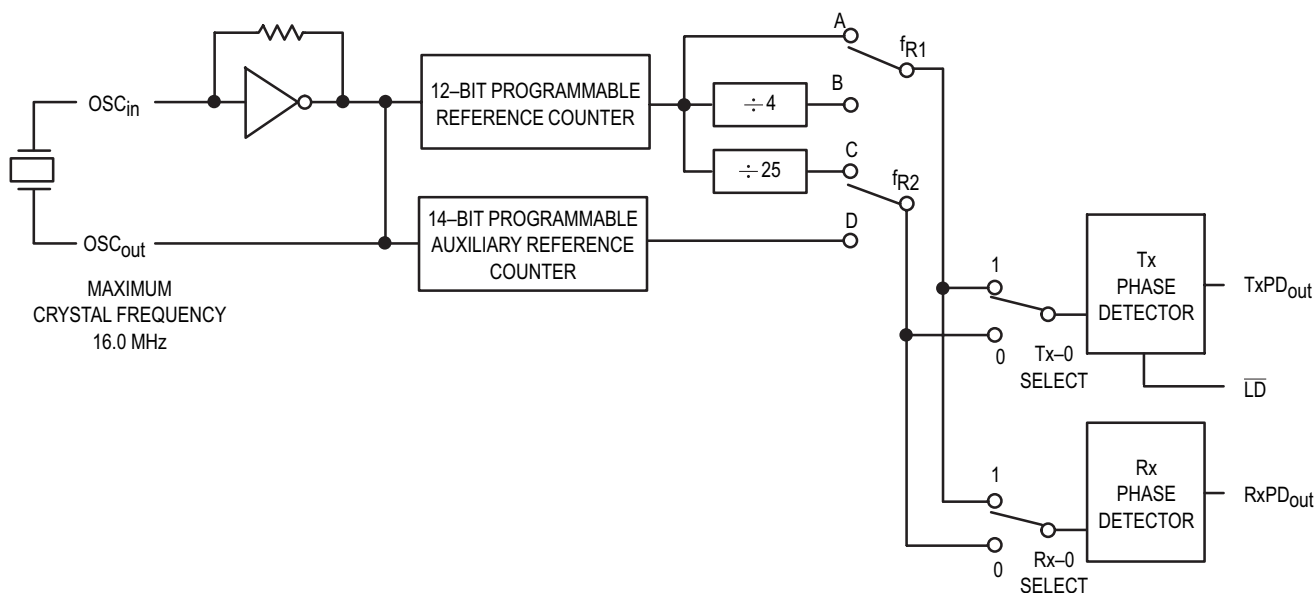 OSCin
12–BIT PROGRAMMABLE
REFERENCE COUNTER
A
fR1
÷ 4
B
÷ 25
C
fR2
OSCout
14–BIT PROGRAMMABLE
AUXILIARY REFERENCE
COUNTER
D
MAXIMUM
CRYSTAL FREQUENCY
16.0 MHz
1
0
Tx–0
SELECT
Tx
PHASE
DETECTOR
TxPDout
LD
1
0
Rx–0
SELECT
Rx
PHASE
DETECTOR
RxPDout